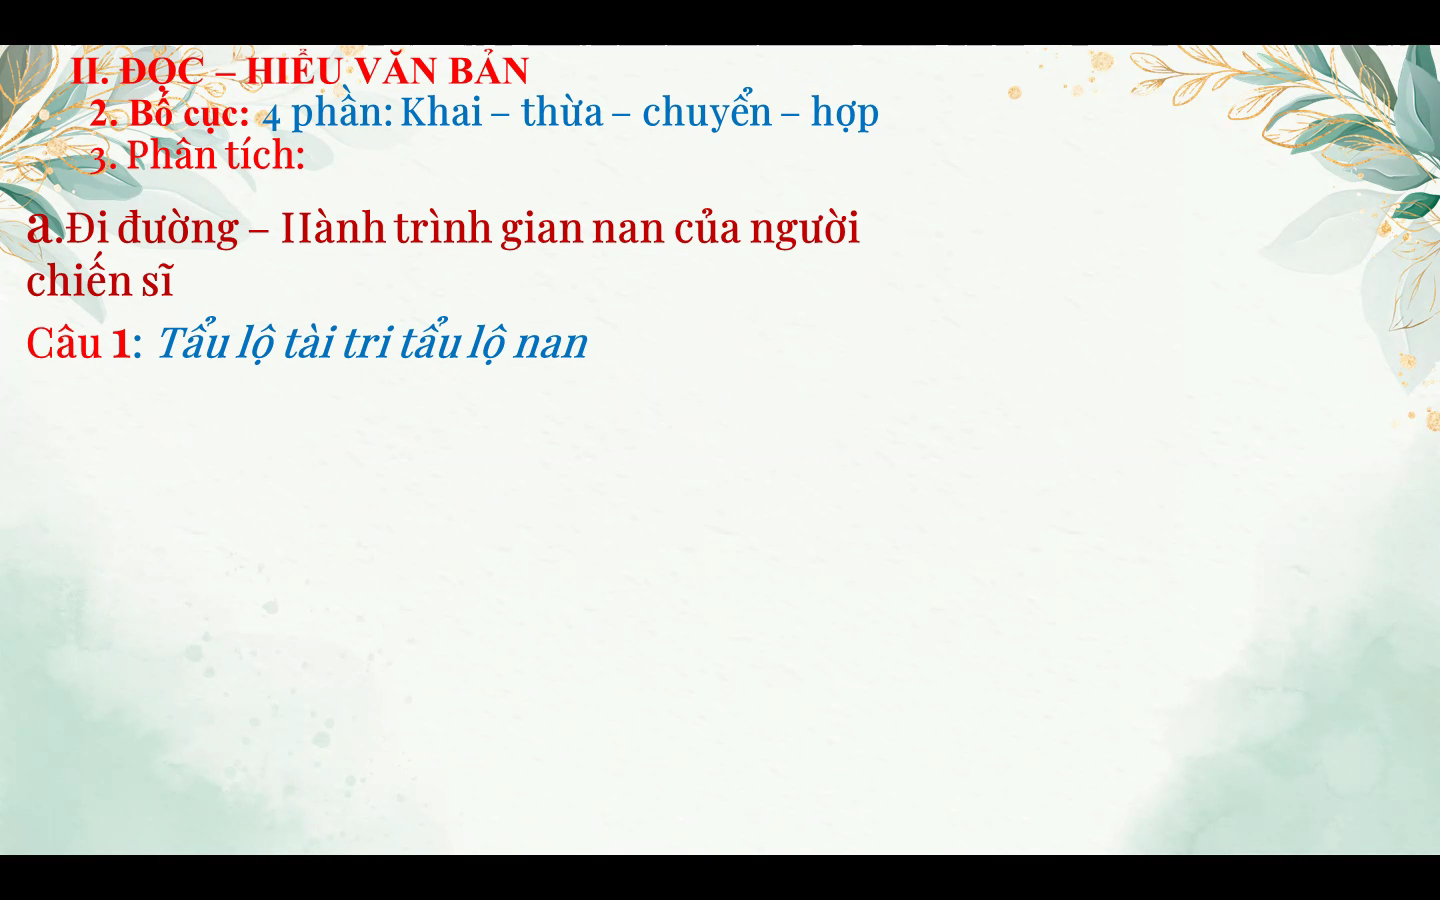 II. ĐỌC – HIỂU VĂN BẢN
2. Bố cục: 4 phần: Khai – thừa – chuyển – hợp
3. Phân tích:
a.Đi đường – Hành trình gian nan của người
chiến sĩ
Câu 1: Tẩu lộ tài tri tẩu lộ nan